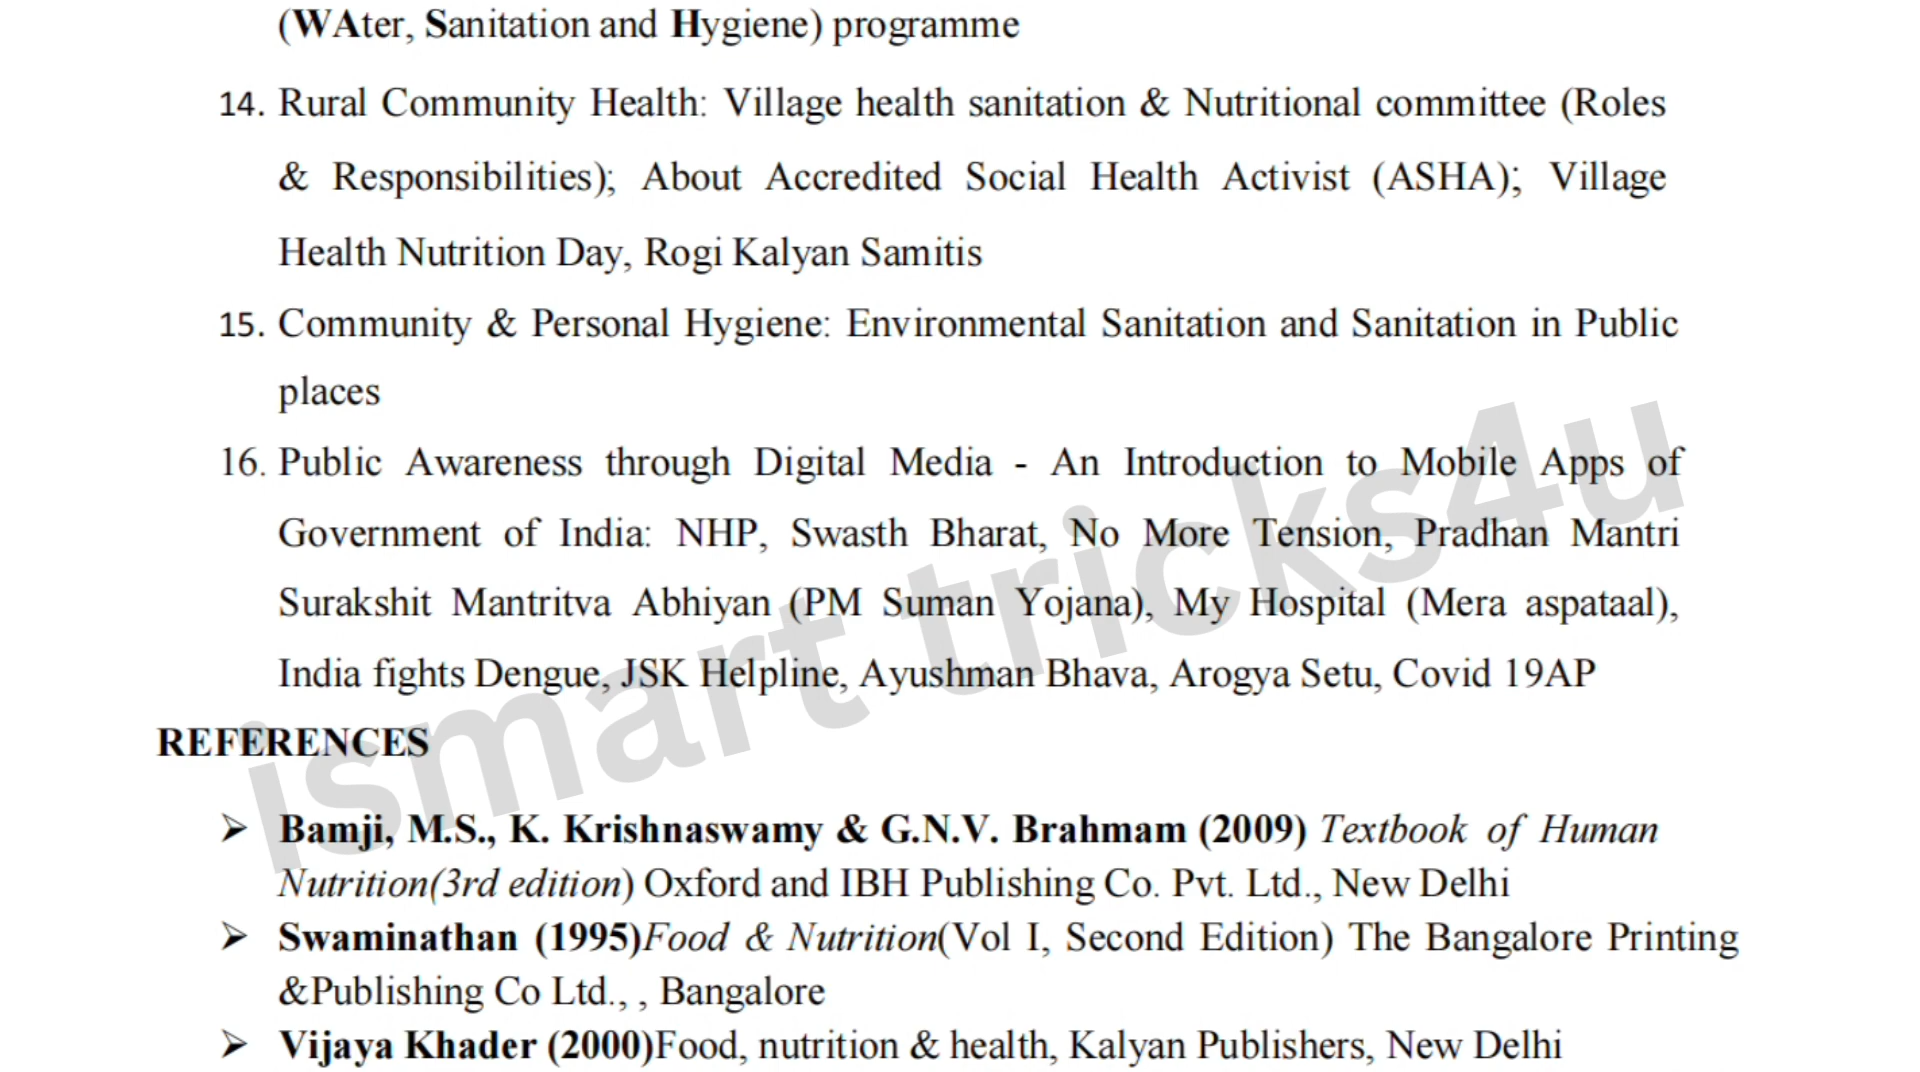 (WAter, Sanitation and Hygiene) programme
14. Rural Community Health: Village health sanitation & Nutritional committee (Roles
& Responsibilities); About Accredited Social Health Activist (ASHA); Village
Health Nutrition Day, Rogi Kalyan Samitis
15. Community & Personal Hygiene: Environmental Sanitation and Sanitation in Public
places
16. Public Awareness through Digital Media - An Introduction to Mobile Apps of
Government of India: NHP, Swasth Bharat, No More Tension, Pradhan Mantri
Surakshit Mantritva Abhiyan (PM Suman Yojana), My Hospital (Mera aspataal),
India fights Dengue, JSK Helpline, Ayushman Bhava, Arogya Setu, Covid 19AP
ismart tricks4u
REFERENCES
➢ Bamji, M.S., K. Krishnaswamy & G.N.V. Brahmam (2009) Textbook of Human
Nutrition(3rd edition) Oxford and IBH Publishing Co. Pvt. Ltd., New Delhi
➢ Swaminathan (1995)Food & Nutrition(Vol I, Second Edition) The Bangalore Printing
&Publishing Co Ltd., , Bangalore
➢ Vijaya Khader (2000)Food, nutrition & health, Kalyan Publishers, New Delhi